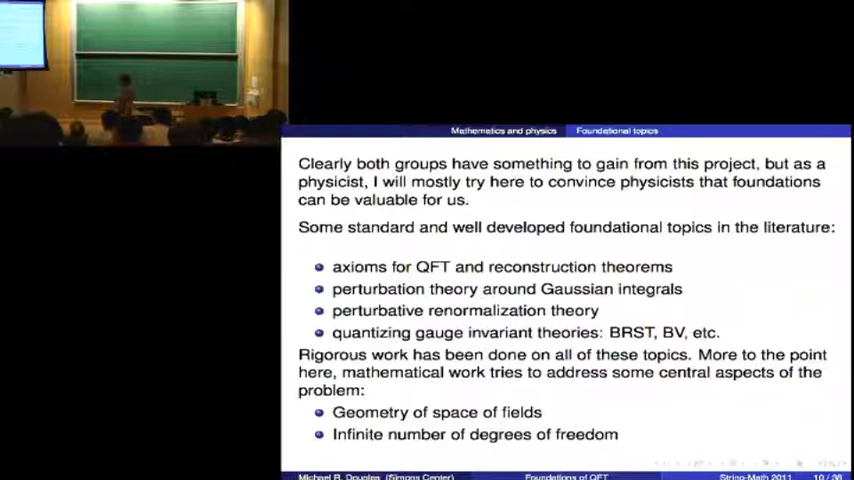 Mathematics and physics Foundational topics
Clearly both groups have something to gain from this project, but as a
physicist, I will mostly try here to convince physicists that foundations
can be valuable for us.
Some standard and well developed foundational topics in the literature:
axioms for QFT and reconstruction theorems
perturbation theory around Gaussian integrals
perturbative renormalization theory
quantizing gauge invariant theories: BRST, BV, etc.
Rigorous work has been done on all of these topics. More to the point
here, mathematical work tries to address some central aspects of the
problem:
Geometry of space of fields
Infinite number of degrees of freedom
Michael R. Douglas (Simons Center) Foundations of QFT String-Math 2011 10 / 36